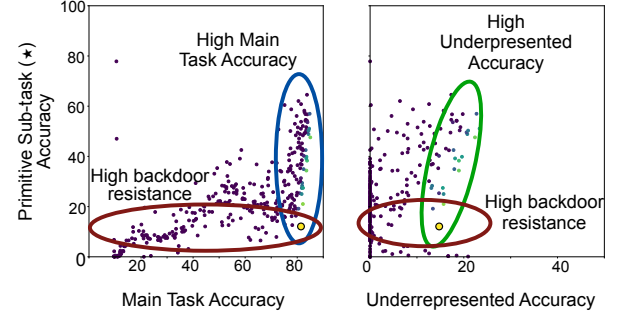 100
80
60
40
20
0
Primitive Sub-task (★)
Accuracy
High Main
Task Accuracy
High backdoor
resistance
20
40
60
80
Main Task Accuracy
High
Underpresented
Accuracy
High backdoor
resistance
0
20
40
Underrepresented Accuracy